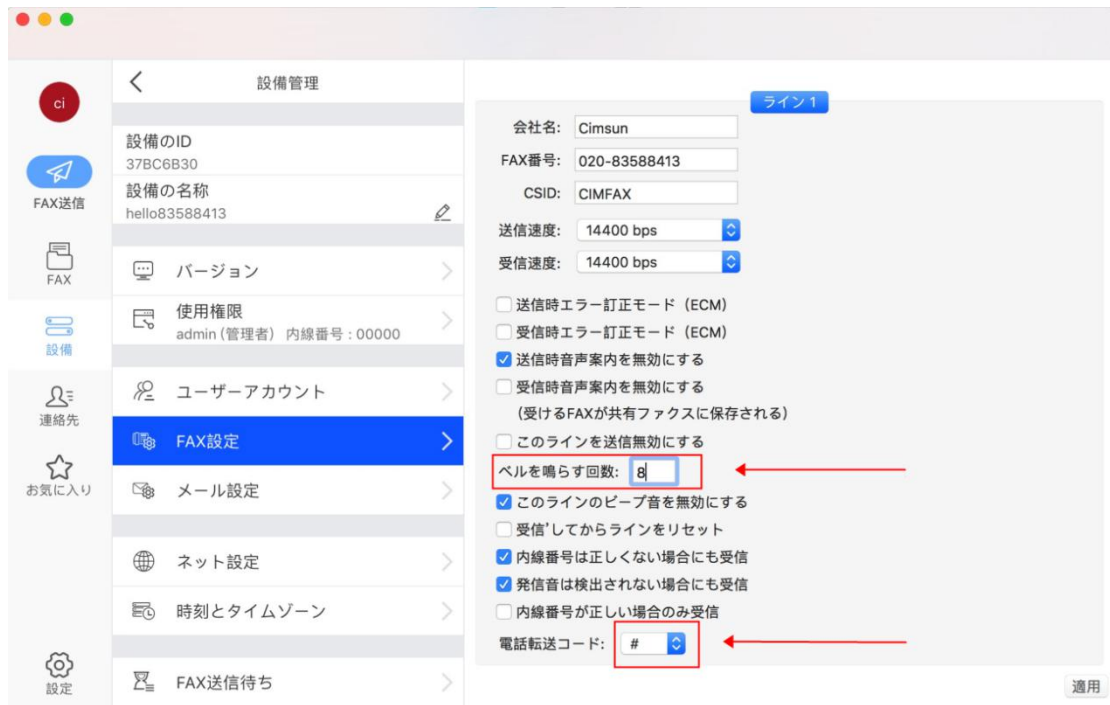 ci
FAX送信
FAX
設備
連絡先
お気に入り
設定
設備管理
設備のID
37BC6B30
設備の名称
hello83588413
バージョン
使用権限
admin (管理者) 内線番号：00000
ユーザーアカウント
FAX設定
メール設定
ネット設定
時刻とタイムゾーン
FAX送信待ち
ライン 1
会社名: Cimsun
FAX番号: 020-83588413
CSID: CIMFAX
送信速度: 14400 bps
受信速度: 14400 bps
送信時エラー訂正モード（ECM)
受信時エラー訂正モード（ECM)
送信時音声案内を無効にする
受信時音声案内を無効にする
(受けるFAXが共有ファクスに保存される)
このラインを送信無効にする
ベルを鳴らす回数: 8
このラインのビープ音を無効にする
受信'してからラインをリセット
内線番号は正しくない場合にも受信
発信音は検出されない場合にも受信
内線番号が正しい場合のみ受信
電話転送コード: #
適用